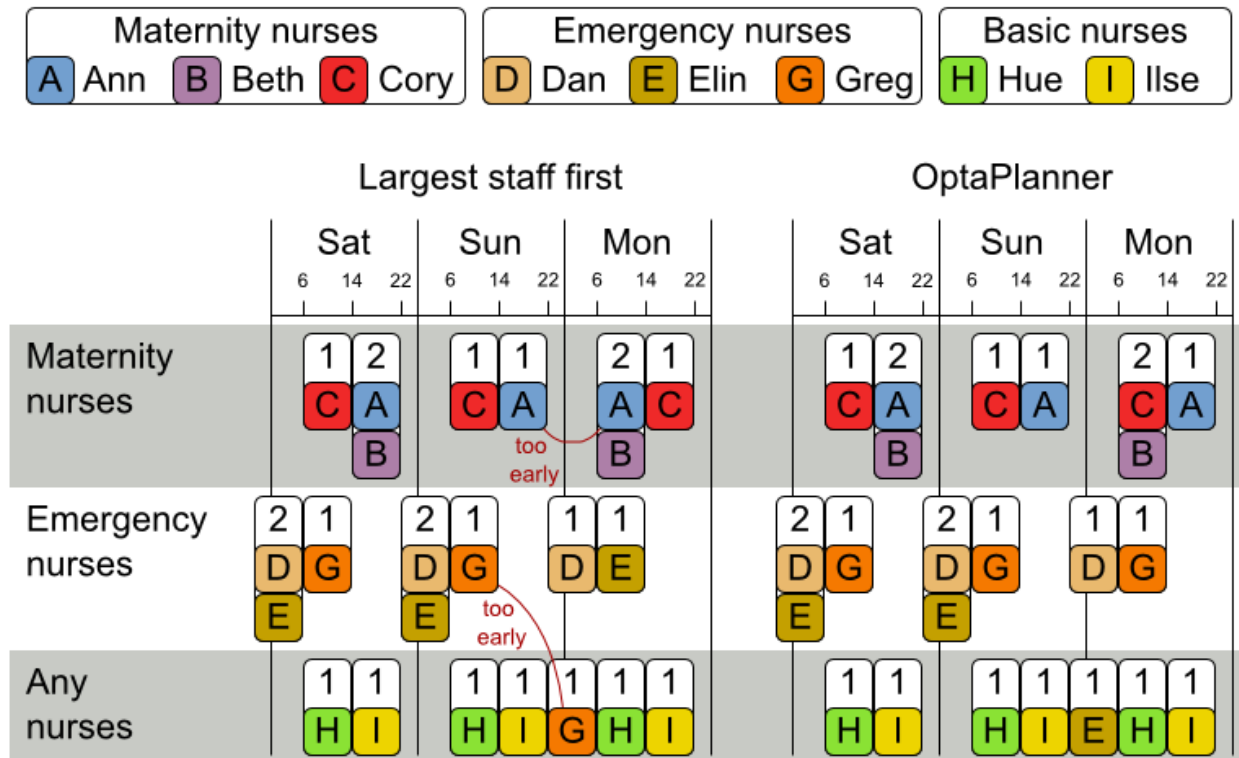 Maternity nurses Emergency nurses Basic nurses
A Ann B Beth C Cory D Dan E Elin G Greg H Hue I Ilse
Largest staff first OptaPlanner
Sat Sun Mon Sat Sun Mon
6 14 22 6 14 22 6 14 22 6 14 22 6 14 22 6 14 22
Maternity 1 2 1 1 2 1 1 2 1 1 2 1
nurses C A C A A C C A C A C A
too
B B B B
early
Emergency 2 1 2 1 1 1 2 1 2 1 1 1
nurses D G D G D E D G D G D G
too
E E E E
early
Any 1 1 1 1 1 1 1 1 1 1 1 1 1 1
nurses H I H I G H I H I H I E H I